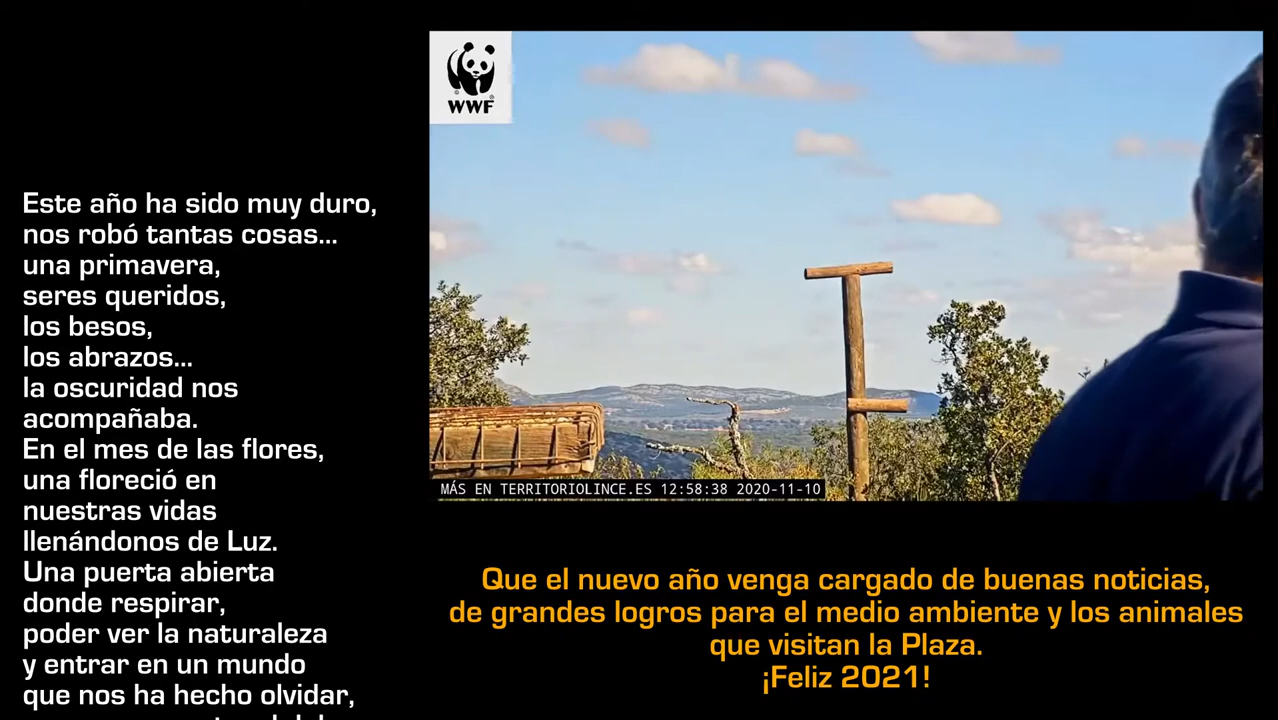 Este año ha sido muy duro,
nos robó tantas cosas...
una primavera,
seres queridos,
los besos,
los abrazos...
la oscuridad nos
acompañaba.
En el mes de las flores,
una floreció en
nuestras vidas
llenándonos de Luz.
Una puerta abierta
donde respirar,
poder ver la naturaleza
y entrar en un mundo
que nos ha hecho olvidar,
WWF
MÁS EN TERRITORIOLINCE.ES 12:58:38 2020-11-10
Que el nuevo año venga cargado de buenas noticias,
de grandes logros para el medio ambiente y los animales
que visitan la Plaza.
¡Feliz 2021!